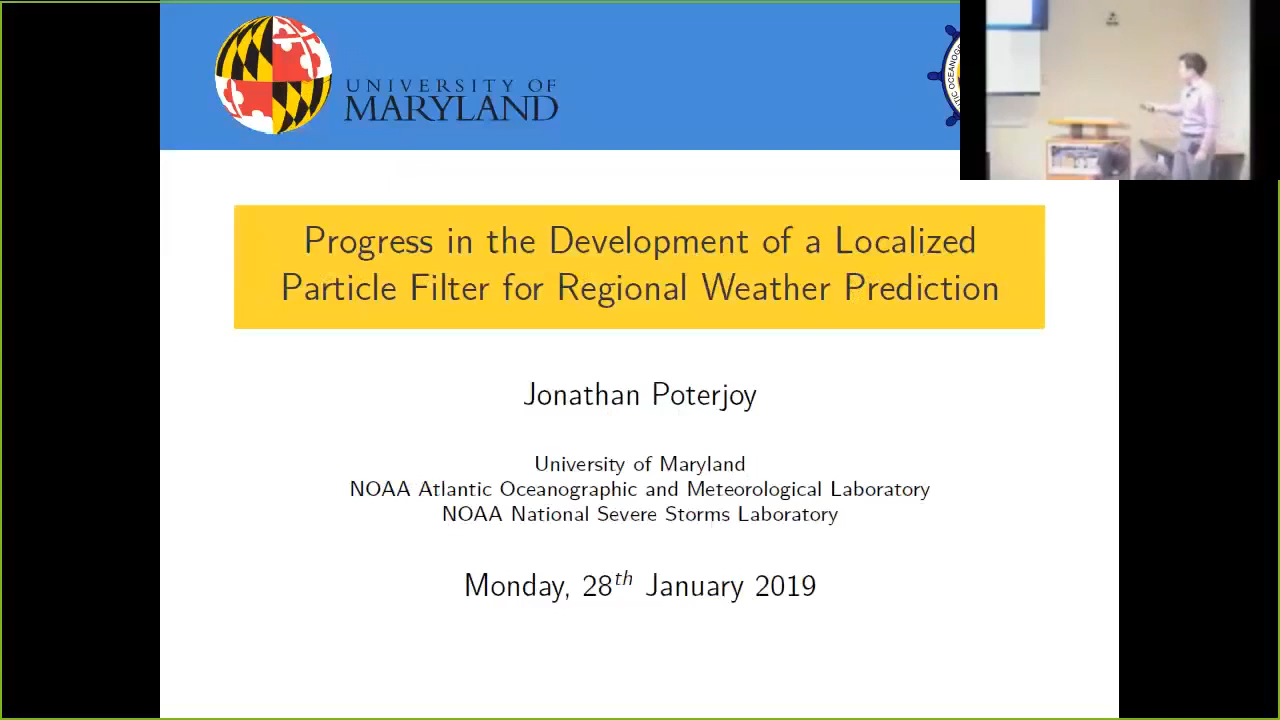 UNIVERSITY OF
MARYLAND
Progress in the Development of a Localized
Particle Filter for Regional Weather Prediction
Jonathan Poterjoy
University of Maryland
NOAA Atlantic Oceanographic and Meteorological Laboratory
NOAA National Severe Storms Laboratory
Monday, 28th January 2019